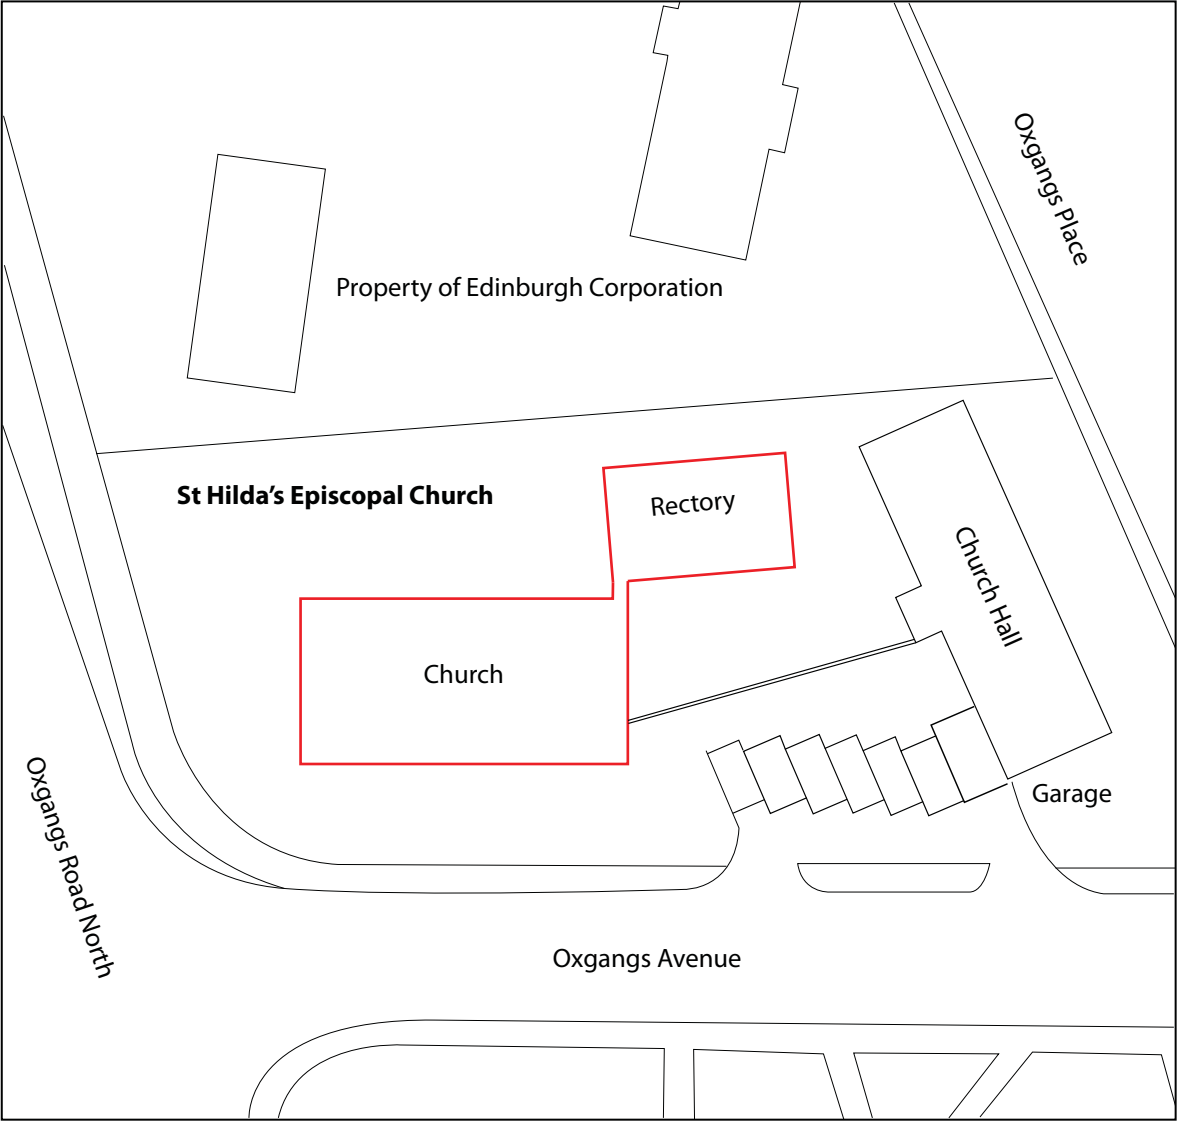 Oxgangs Place
Property of Edinburgh Corporation
St Hilda’s Episcopal Church
Rectory
Church Hall
Church
Garage
Oxgangs Road North
Oxgangs Avenue